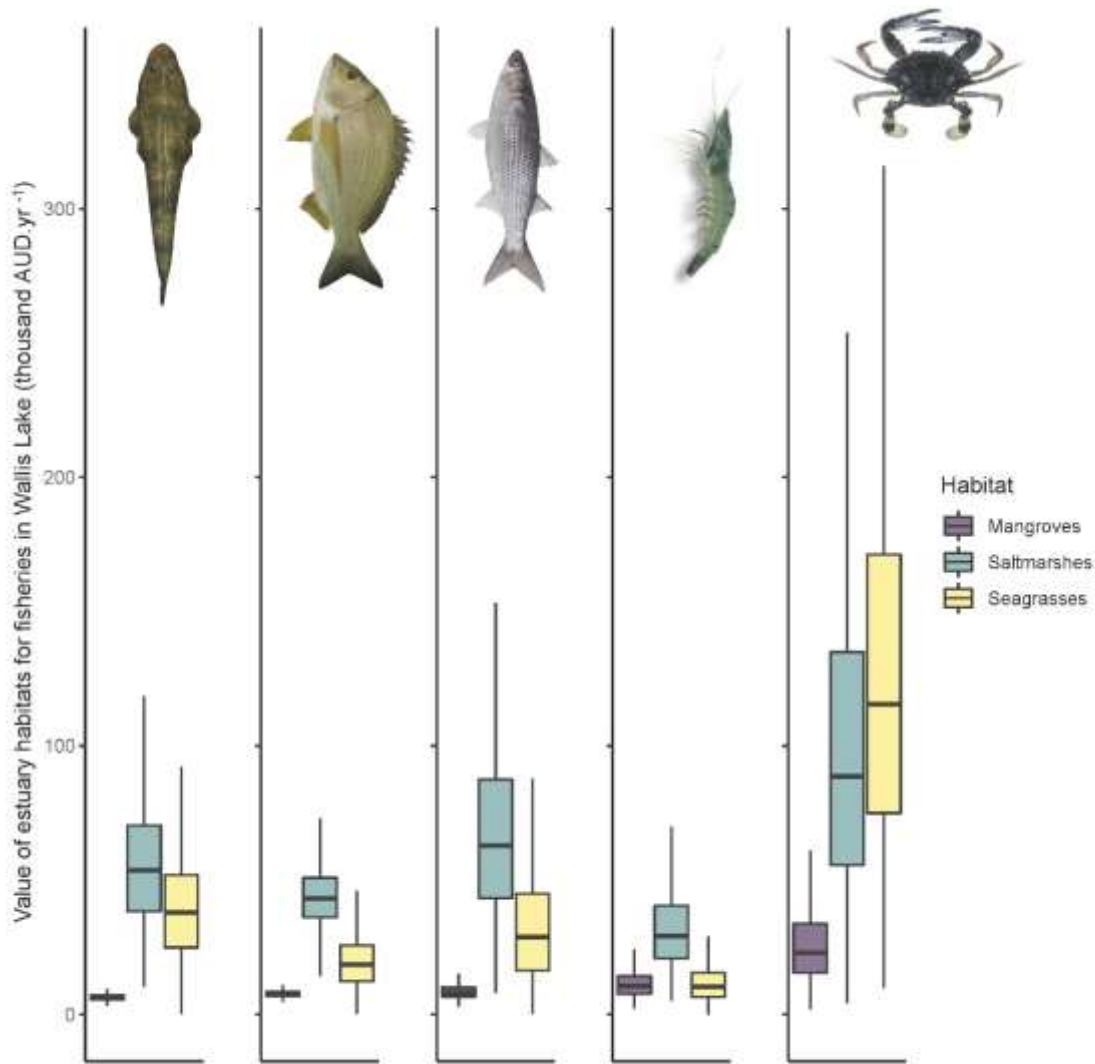 Value of estuary habitats for fisheries in Wallis Lake (thousand AUD.yr -1)
300
200
100
0
Habitat
Mangroves
Saltmarshes
Seagrasses